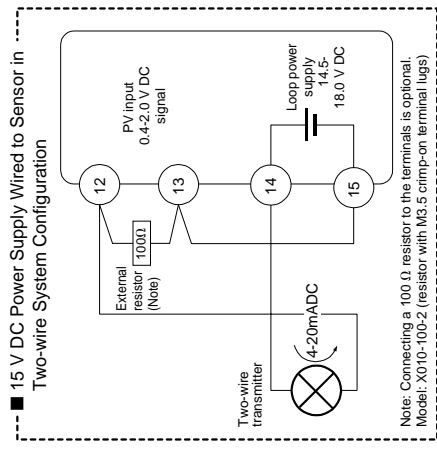 ■ 15 V DC Power Supply Wired to Sensor in
Two-wire System Configuration
PV input
0.4-2.0 V DC
signal
Loop power
supply
14.5-
18.0 V DC
12
13
14
15
External
resistor
(Note)
100Ω
4-20mADC
Two-wire
transmitter
Note: Connecting a 100 Ω resistor to the terminals is optional.
Model: X010-100-2 (resistor with M3.5 crimp-on terminal lugs)